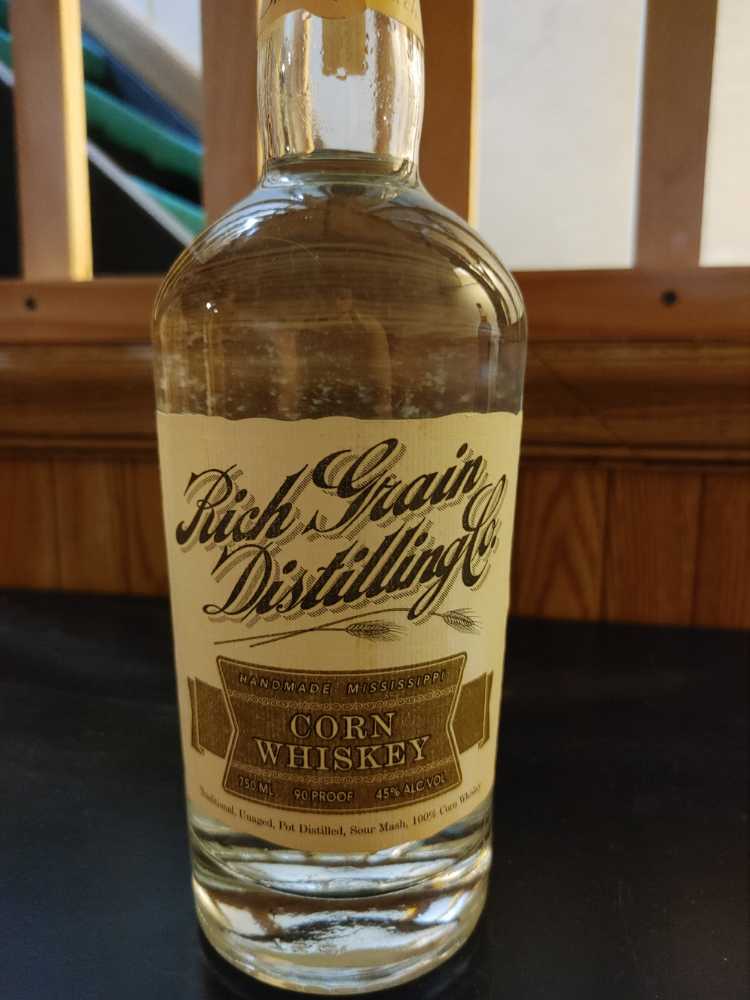 Rich Grain
Distilling Co.
HANDMADE MISSISSIPPI
CORN
WHISKEY
750 ML 90 PROOF 45% ALC/VOL
Traditional, Unaged, Pot Distilled, Sour Mash, 100% Corn Whiskey